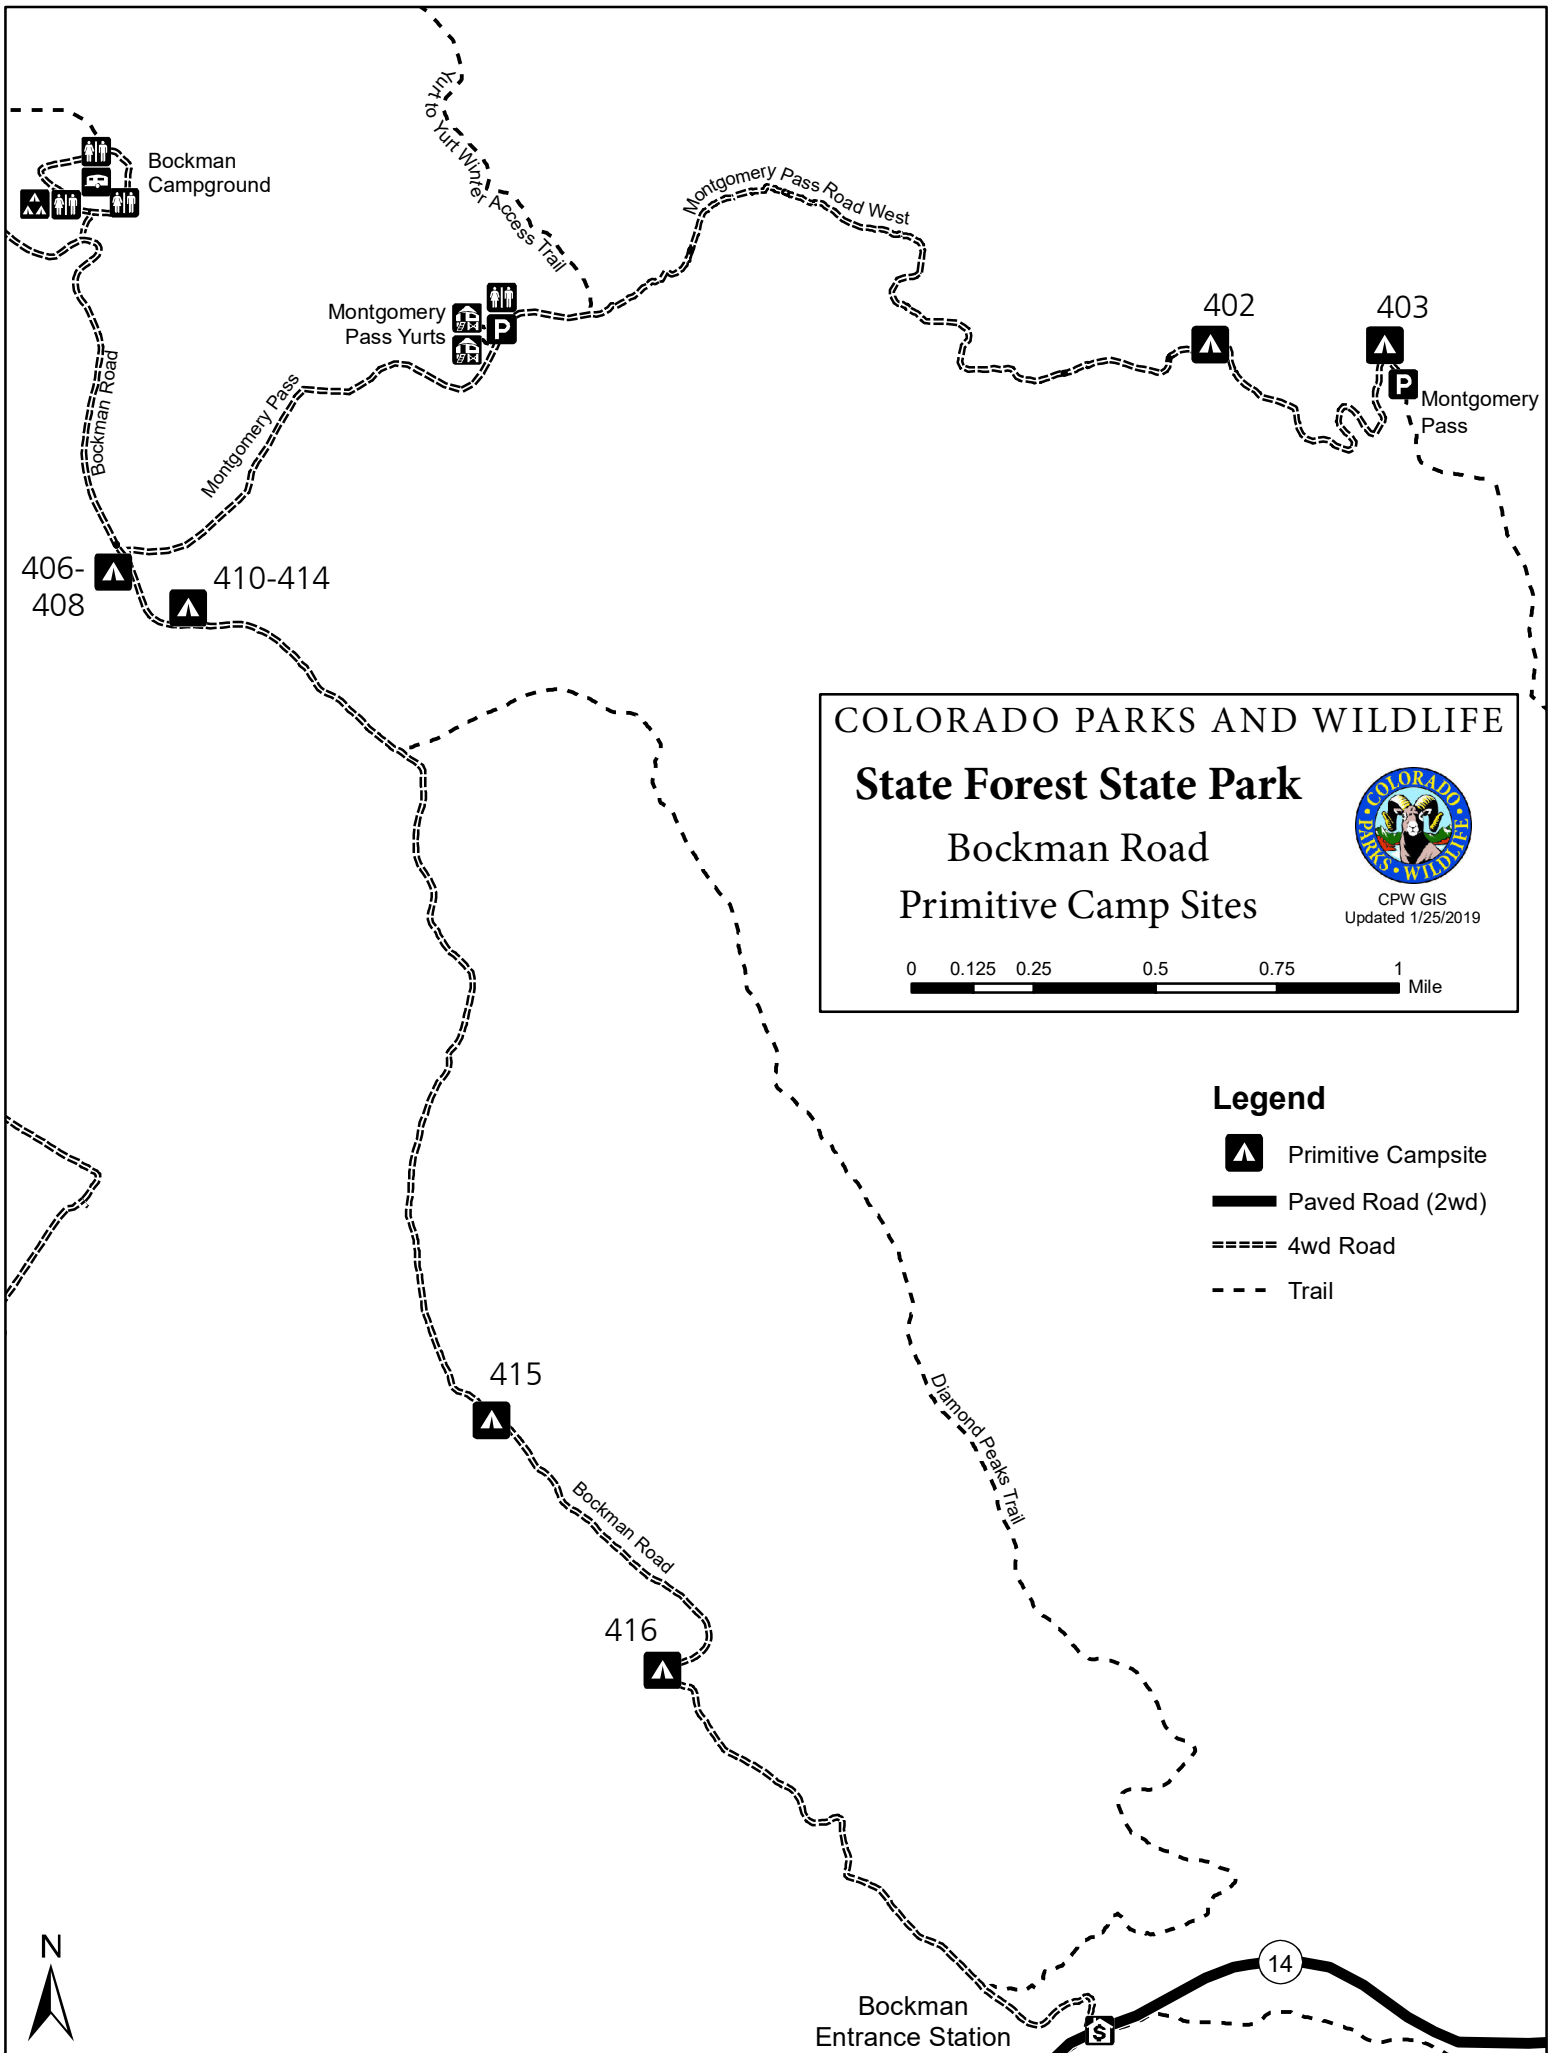 Yurt to Yurt Winter Access Trail
Bockman
Campground
Montgomery Pass Road West
Montgomery
Pass Yurts
P
402
403
P
Montgomery
Pass
Bockman Road
Montgomery Pass
406-
408
410-414
COLORADO PARKS AND WILDLIFE
State Forest State Park
Bockman Road
Primitive Camp Sites
COLORADO
PARKS • WILDLIFE
CPW GIS
Updated 1/25/2019
0 0.125 0.25 0.5 0.75 1
Mile
Legend
Primitive Campsite
Paved Road (2wd)
4wd Road
Trail
415
Diamond Peaks Trail
Bockman Road
416
N
14
Bockman
Entrance Station
$